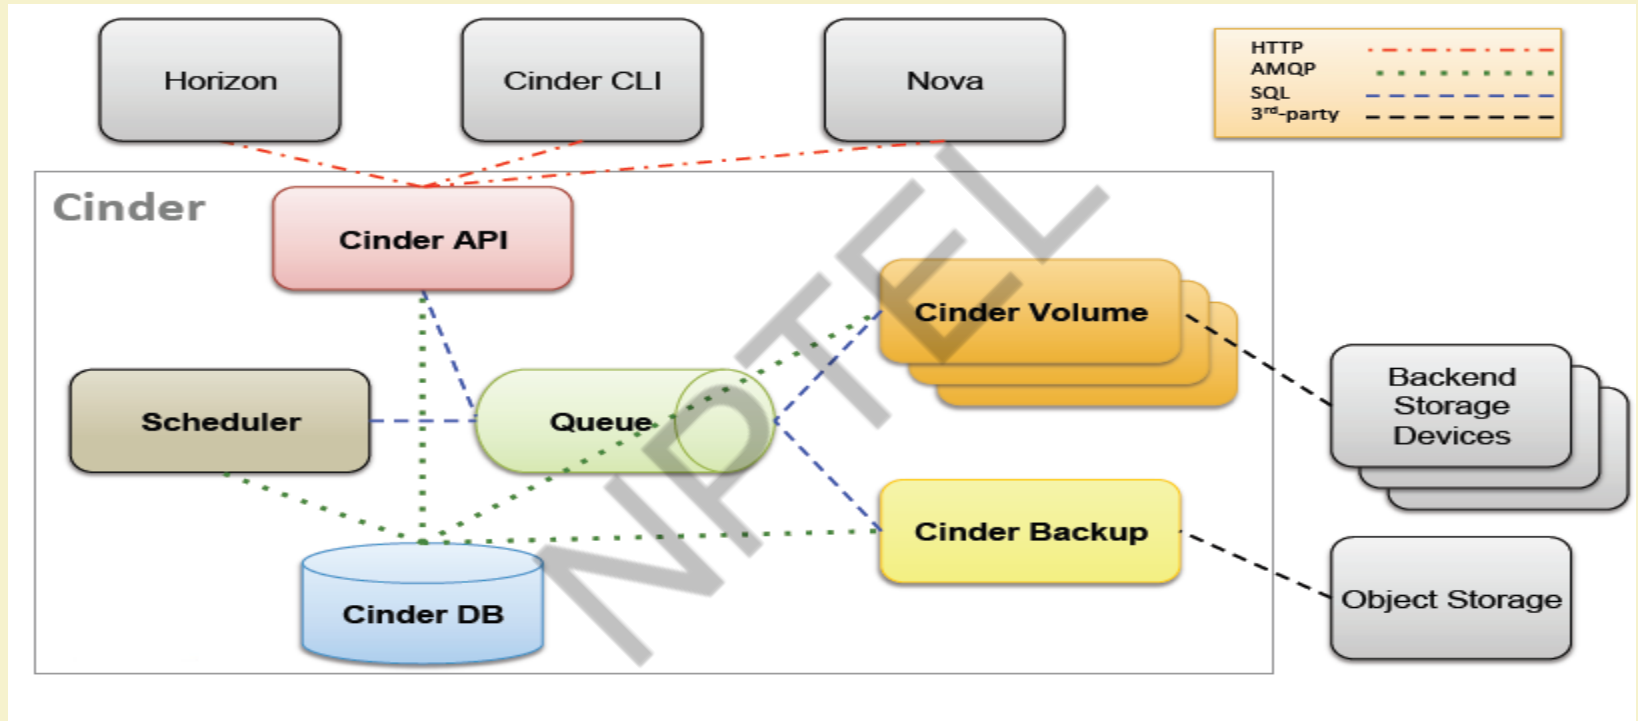 Horizon
Cinder CLI
Nova
HTTP
AMQP
SQL
3rd-party
Cinder
Cinder API
Cinder Volume
Scheduler
Queue
Backend
Storage
Devices
Cinder Backup
Object Storage
Cinder DB
NPTEL